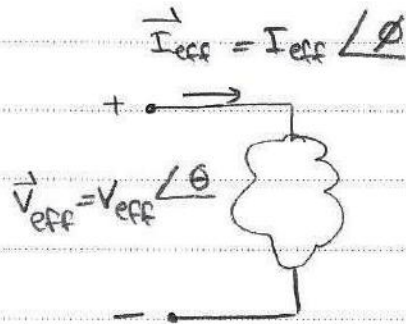 I⃗eff = Ieff ∠Ø
+
V⃗eff = Veff ∠θ
−